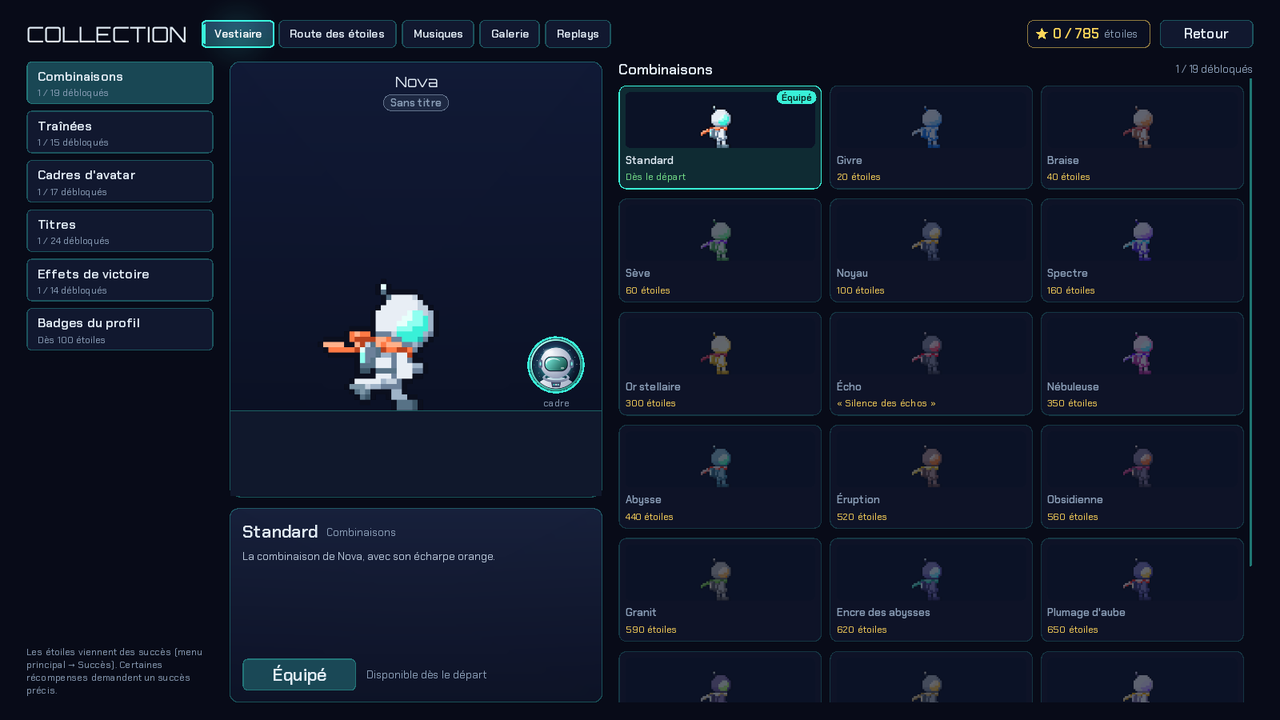 COLLECTION
Vestiaire
Route des étoiles
Musiques
Galerie
Replays
0 / 785 étoiles
Retour
Combinaisons
1 / 19 débloqués
Traînées
1 / 15 débloqués
Cadres d'avatar
1 / 17 débloqués
Titres
1 / 24 débloqués
Effets de victoire
1 / 14 débloqués
Badges du profil
Dès 100 étoiles
Les étoiles viennent des succès (menu
principal → Succès). Certaines
récompenses demandent un succès
précis.
Nova
Sans titre
cadre
Standard Combinaisons
La combinaison de Nova, avec son écharpe orange.
Équipé
Disponible dès le départ
Combinaisons
1 / 19 débloqués
Équipé
Standard
Dès le départ
Givre
20 étoiles
Braise
40 étoiles
Sève
60 étoiles
Noyau
100 étoiles
Spectre
160 étoiles
Or stellaire
300 étoiles
Écho
« Silence des échos »
Nébuleuse
350 étoiles
Abysse
440 étoiles
Éruption
520 étoiles
Obsidienne
560 étoiles
Granit
590 étoiles
Encre des abysses
620 étoiles
Plumage d'aube
650 étoiles